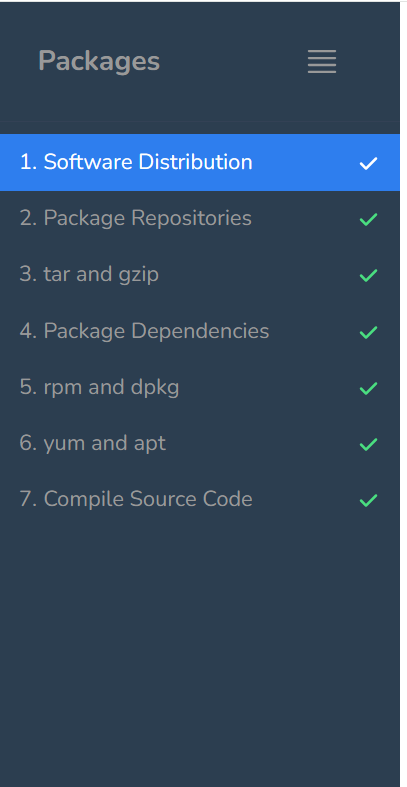 Packages
1. Software Distribution
2. Package Repositories
3. tar and gzip
4. Package Dependencies
5. rpm and dpkg
6. yum and apt
7. Compile Source Code